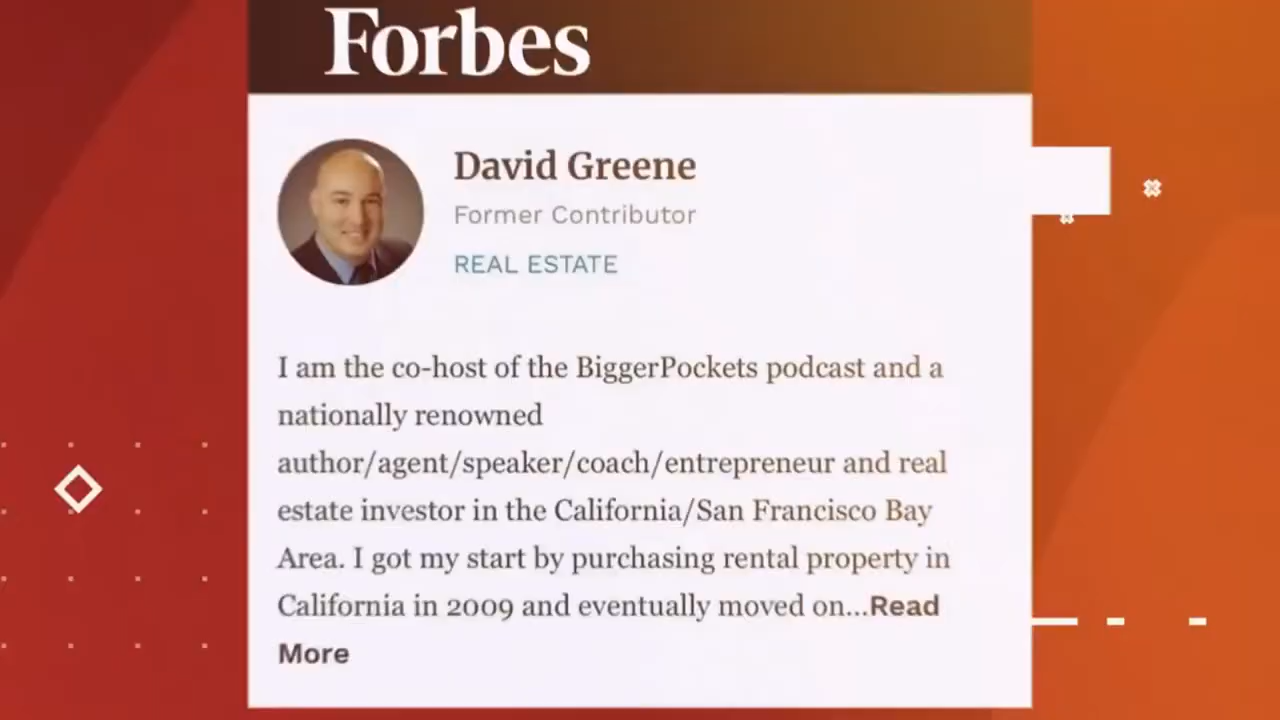 Forbes
David Greene
Former Contributor
REAL ESTATE
I am the co-host of the BiggerPockets podcast and a
nationally renowned
author/agent/speaker/coach/entrepreneur and real
estate investor in the California/San Francisco Bay
Area. I got my start by purchasing rental property in
California in 2009 and eventually moved on...Read
More